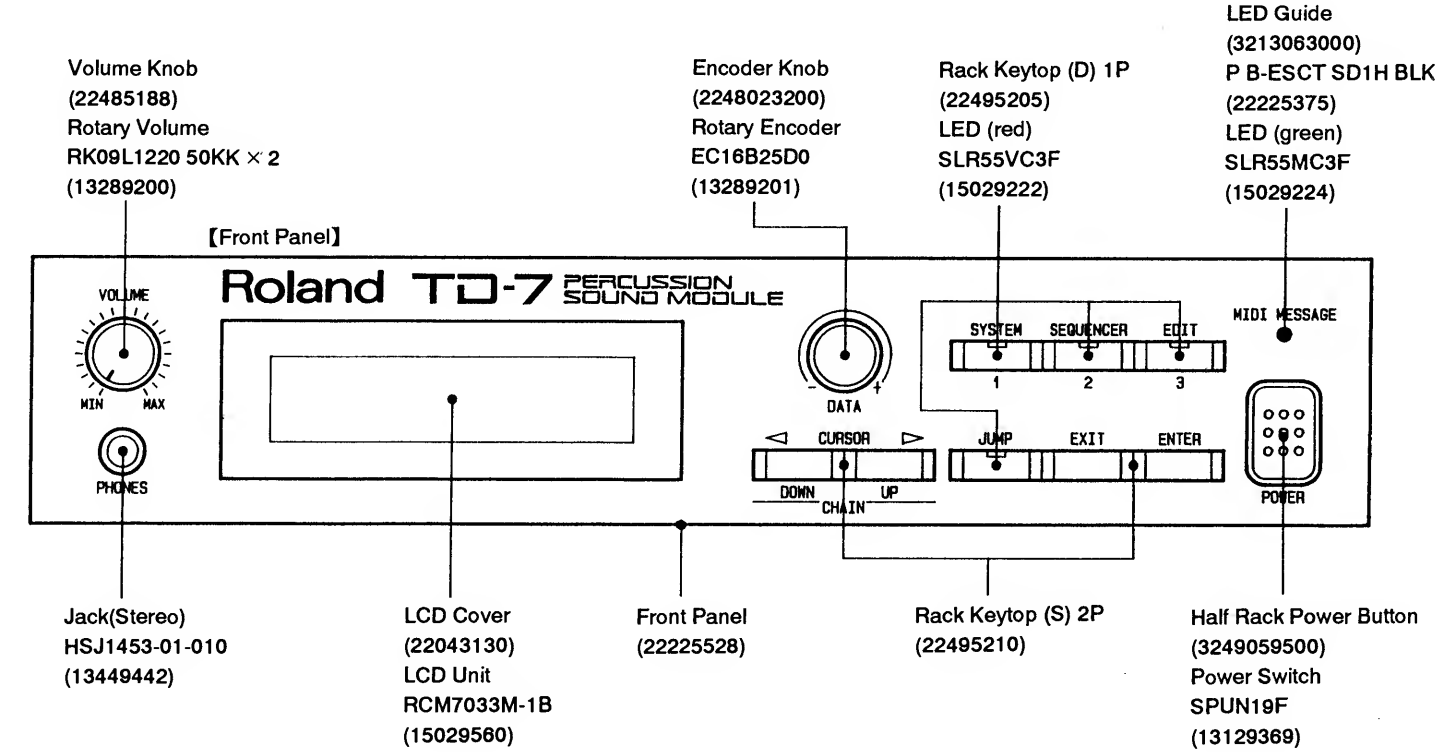 Volume Knob
(22485188)
Rotary Volume
RK09L1220 50KK × 2
(13289200)
Encoder Knob
(2248023200)
Rotary Encoder
EC16B25D0
(13289201)
Rack Keytop (D) 1P
(22495205)
LED (red)
SLR55VC3F
(15029222)
LED Guide
(3213063000)
P B-ESCT SD1H BLK
(22225375)
LED (green)
SLR55MC3F
(15029224)
【Front Panel】
Roland TD-7 PERCUSSION
SOUND MODULE
VOLUME
MIN MAX
PHONES
- +
DATA
◁ CURSOR ▷
DOWN UP
CHAIN
SYSTEM SEQUENCER EDIT
1 2 3
JUMP EXIT ENTER
MIDI MESSAGE
POWER
Jack(Stereo)
HSJ1453-01-010
(13449442)
LCD Cover
(22043130)
LCD Unit
RCM7033M-1B
(15029560)
Front Panel
(22225528)
Rack Keytop (S) 2P
(22495210)
Half Rack Power Button
(3249059500)
Power Switch
SPUN19F
(13129369)